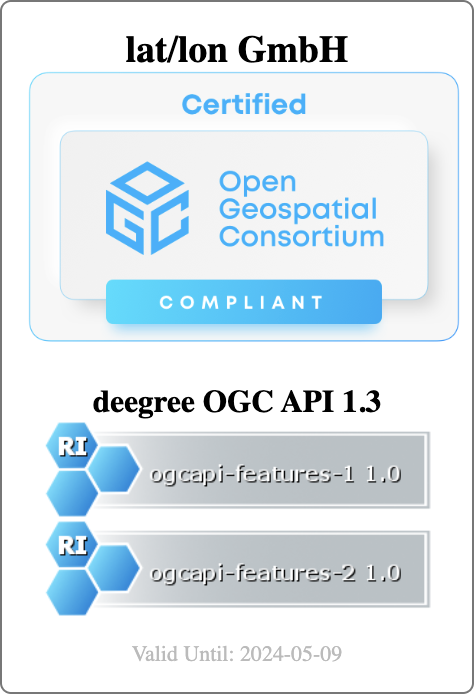 lat/lon GmbH
Certified
OGC
Open
Geospatial
Consortium
COMPLIANT
deegree OGC API 1.3
RI
ogcapi-features-1 1.0
RI
ogcapi-features-2 1.0
Valid Until: 2024-05-09